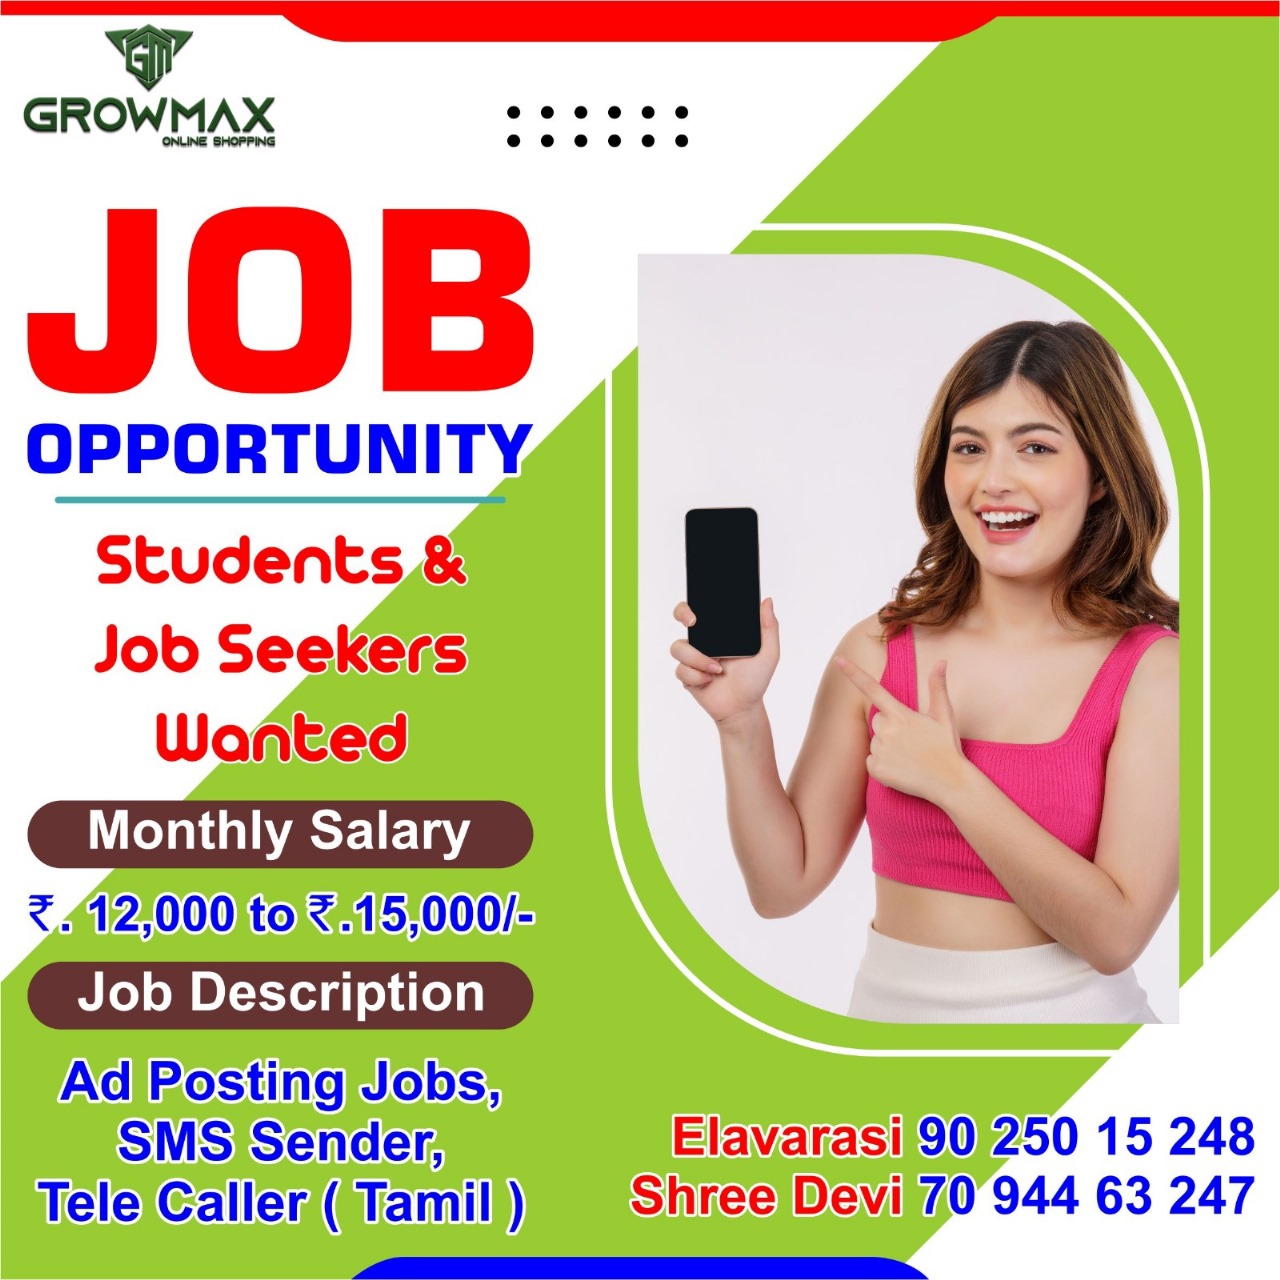 GM
GROWMAX
ONLINE SHOPPING
JOB
OPPORTUNITY
Students &
Job Seekers
Wanted
Monthly Salary
₹. 12,000 to ₹.15,000/-
Job Description
Ad Posting Jobs,
SMS Sender,
Tele Caller ( Tamil )
Elavarasi 90 250 15 248
Shree Devi 70 944 63 247